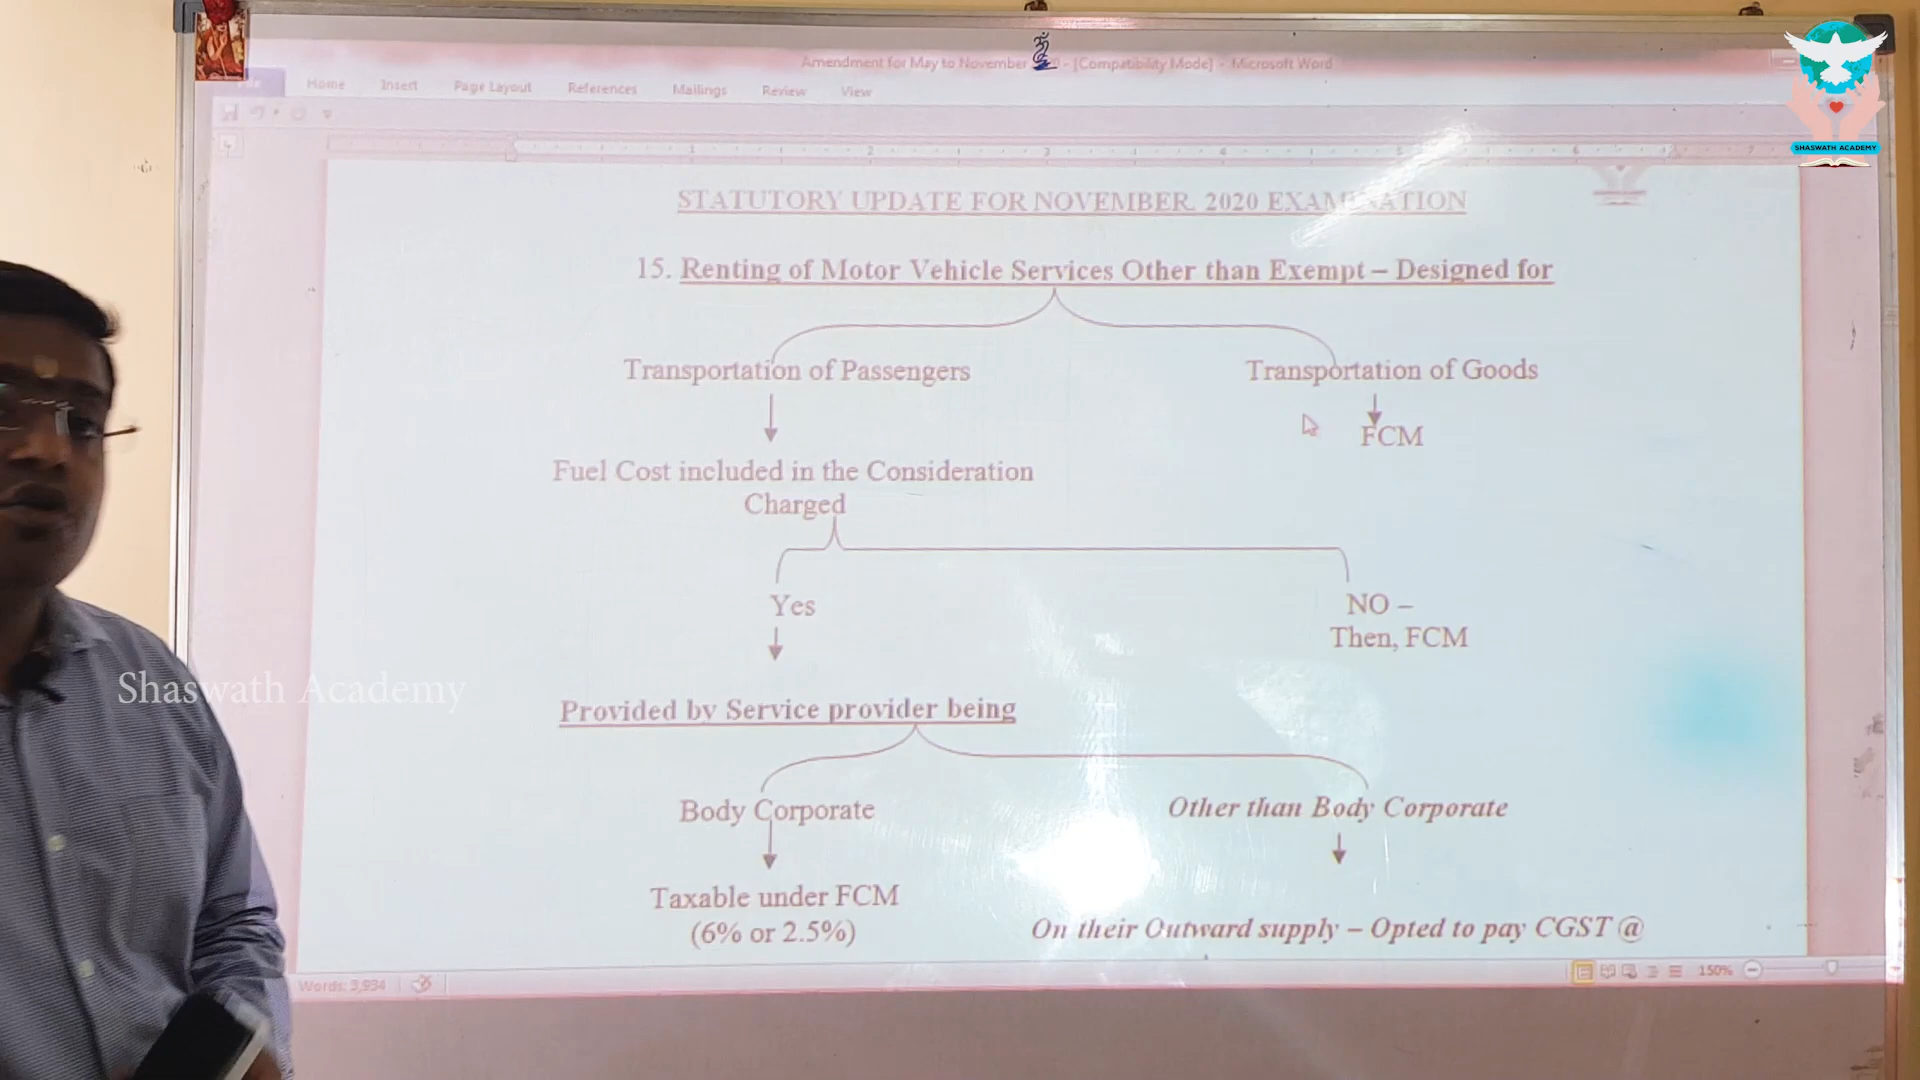 Amendment for May to November - [Compatibility Mode] - Microsoft Word
Home Insert Page Layout References Mailings Review View
SHASWATH ACADEMY
STATUTORY UPDATE FOR NOVEMBER, 2020 EXAMINATION
15. Renting of Motor Vehicle Services Other than Exempt – Designed for
Transportation of Passengers
Transportation of Goods
FCM
Fuel Cost included in the Consideration
Charged
Yes
NO –
Then, FCM
Shaswath Academy
Provided by Service provider being
Body Corporate
Other than Body Corporate
Taxable under FCM
(6% or 2.5%)
On their Outward supply – Opted to pay CGST @
Words: 3,934
150%